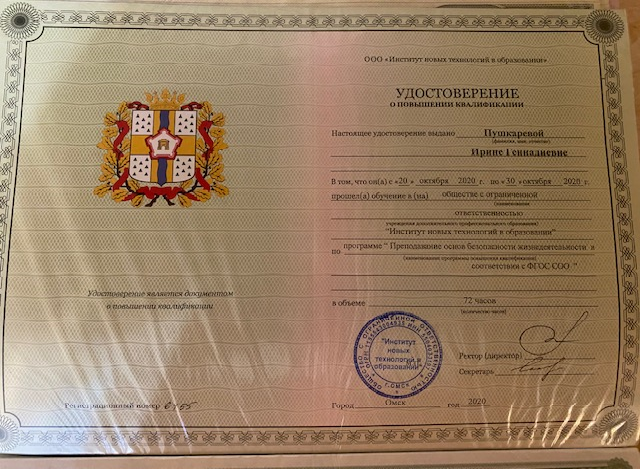 Удостоверение является документом
о повышении квалификации
Регистрационный номер 6155
ООО «Институт новых технологий в образовании»
УДОСТОВЕРЕНИЕ
О ПОВЫШЕНИИ КВАЛИФИКАЦИИ
Настоящее удостоверение выдано Пушкаревой
(фамилия, имя, отчество)
Ирине Геннадиевне
В том, что он(а) с «20» октября 2020 г. по «30» октября 2020 г.
прошел(а) обучение в (на) обществе с ограниченной
(наименование)
ответственностью
учреждения дополнительного профессионального образования)
"Институт новых технологий в образовании"
по программе " Преподавание основ безопасности жизнедеятельности в
(наименование программы повышения квалификации)
соответствии с ФГОС СОО "
в объеме 72 часов
(количество часов)
ОБЩЕСТВО С ОГРАНИЧЕННОЙ ОТВЕТСТВЕННОСТЬЮ
"Институт
новых
технологий в
образовании"
г.ОМСК
Ректор (директор)
Секретарь
Город Омск год 2020